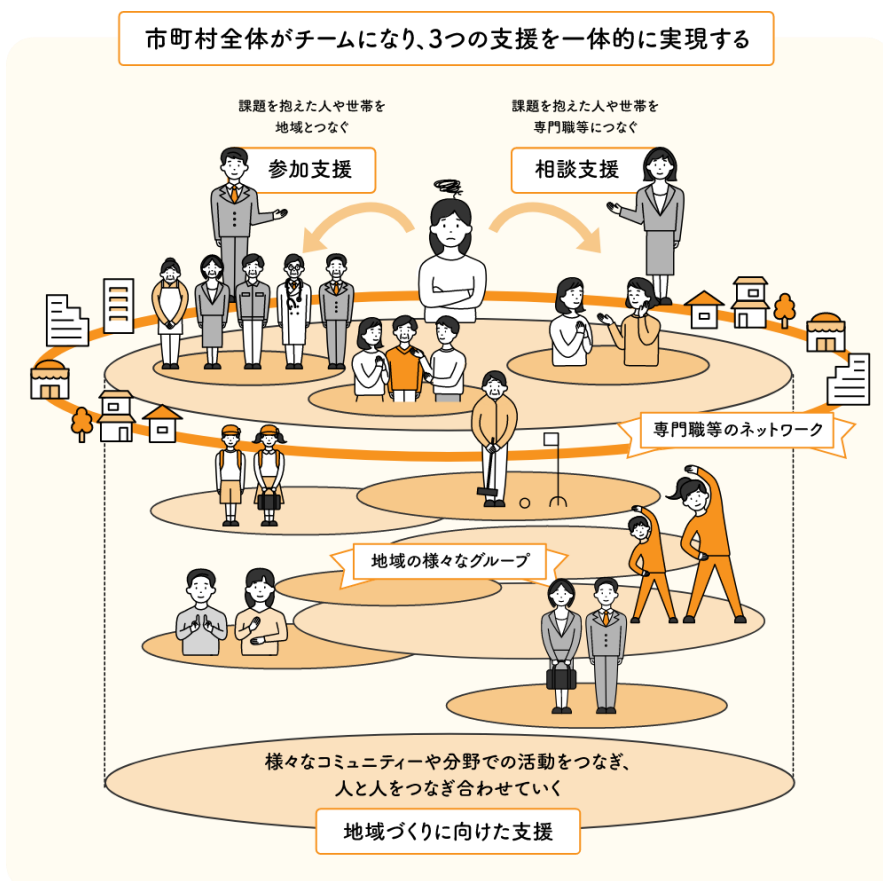 市町村全体がチームになり、3つの支援を一体的に実現する
課題を抱えた人や世帯を
地域とつなぐ
参加支援
課題を抱えた人や世帯を
専門職等につなぐ
相談支援
専門職等のネットワーク
地域の様々なグループ
様々なコミュニティーや分野での活動をつなぎ、
人と人をつなぎ合わせていく
地域づくりに向けた支援